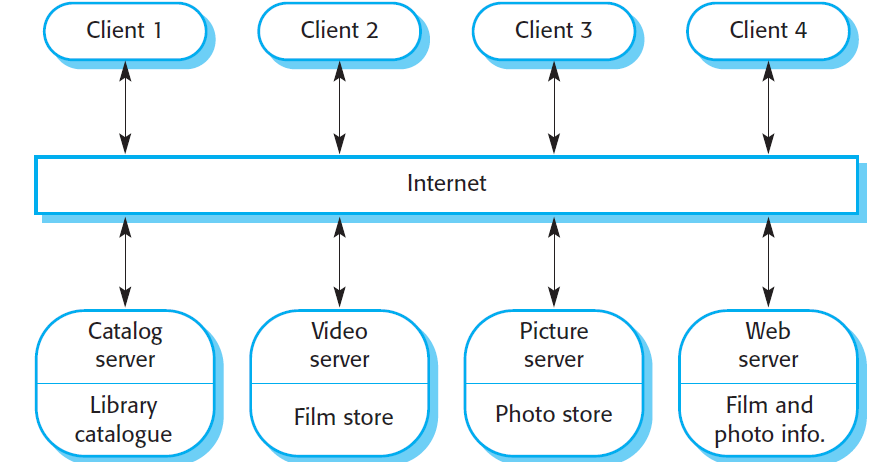 Client 1
Client 2
Client 3
Client 4
Internet
Catalog
server
Library
catalogue
Video
server
Film store
Picture
server
Photo store
Web
server
Film and
photo info.